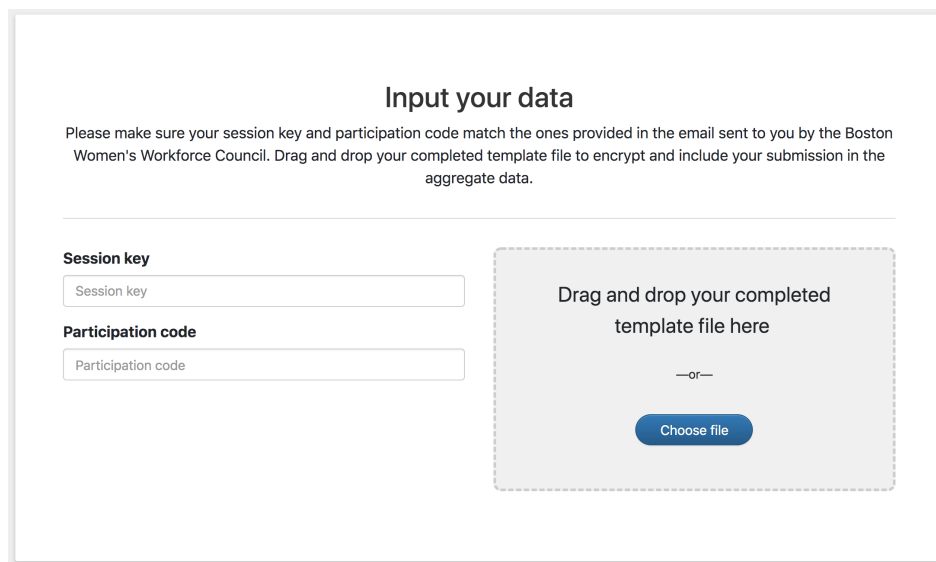 Input your data
Please make sure your session key and participation code match the ones provided in the email sent to you by the Boston
Women's Workforce Council. Drag and drop your completed template file to encrypt and include your submission in the
aggregate data.
Session key
Session key
Participation code
Participation code
Drag and drop your completed
template file here
—or—
Choose file